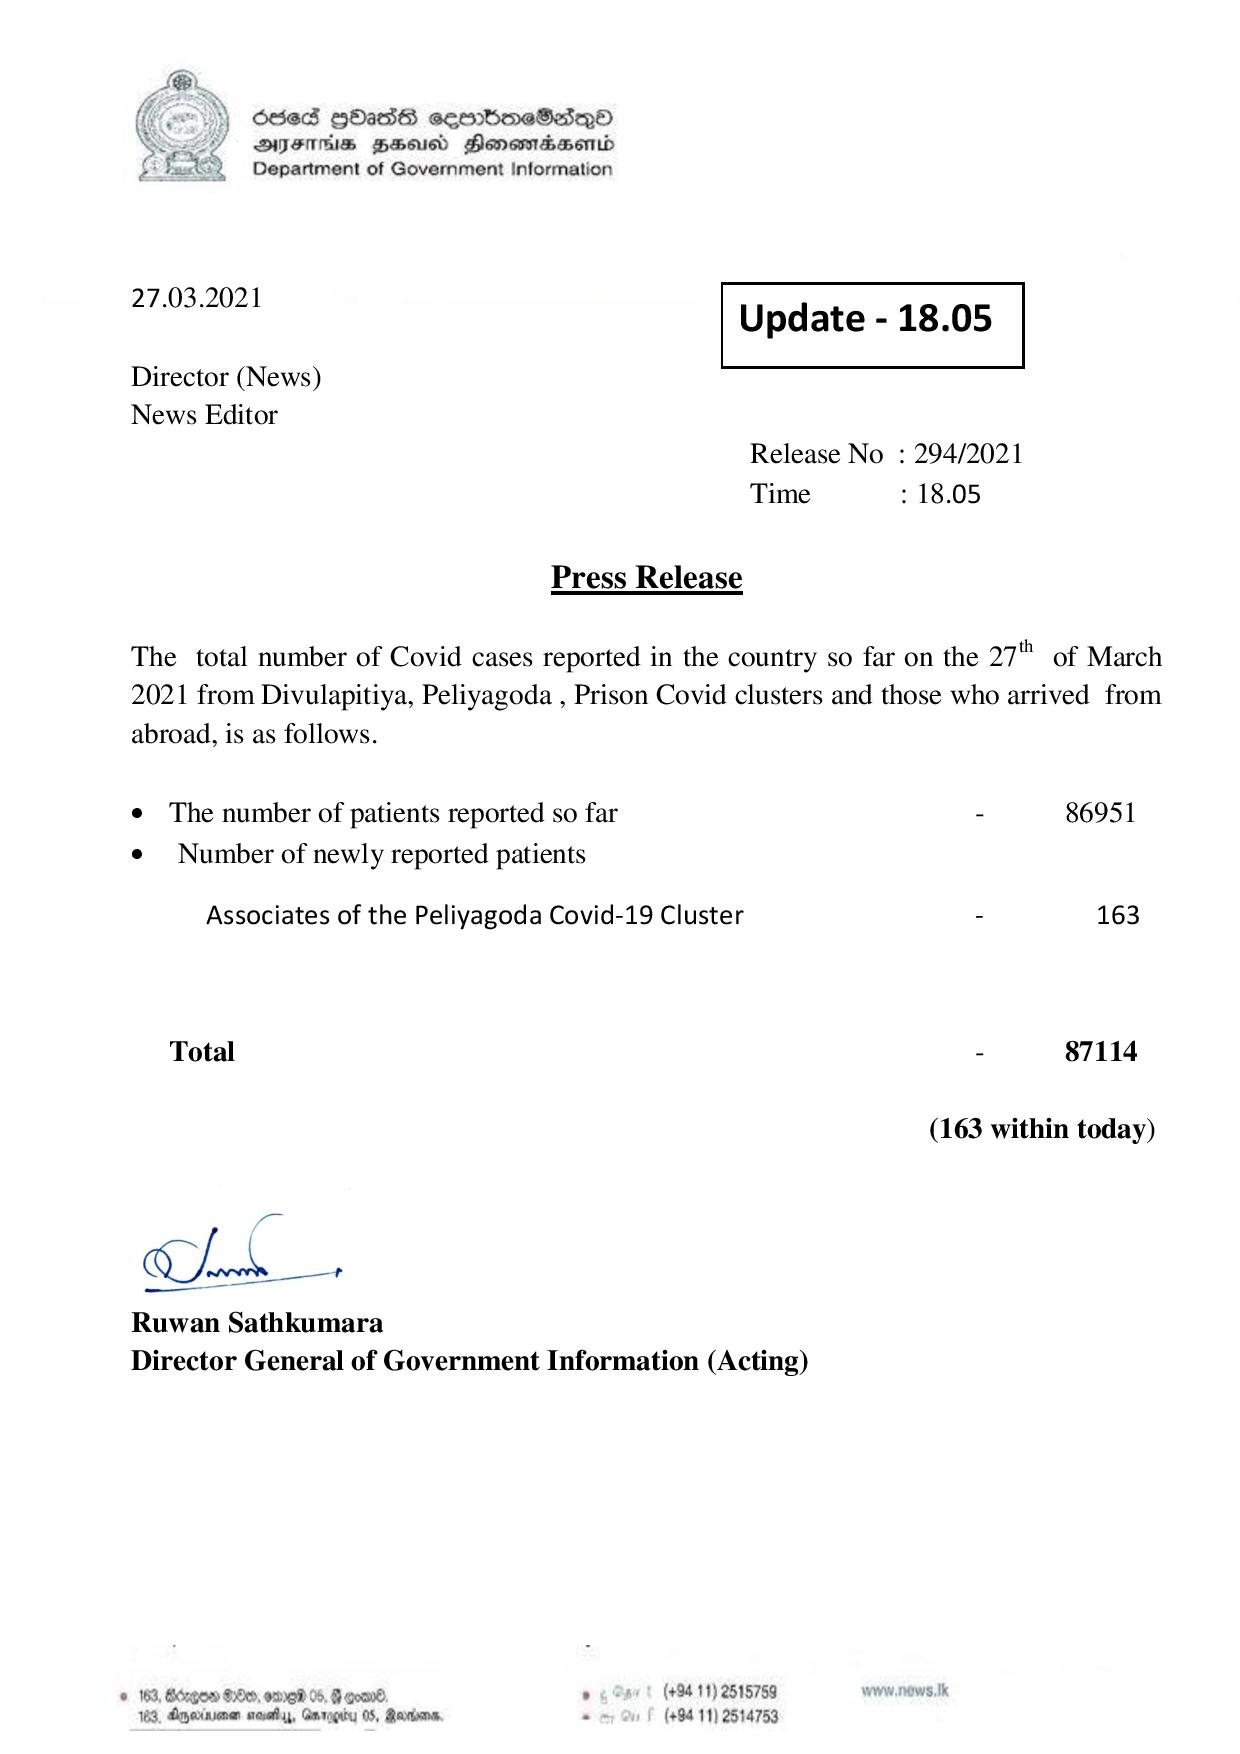 රජයේ ප්‍රවෘත්ති දෙපාර්තමේන්තුව
அரசாங்க தகவல் திணைக்களம்
Department of Government Information
27.03.2021
Update - 18.05
Director (News)
News Editor
Release No : 294/2021
Time : 18.05
Press Release
The total number of Covid cases reported in the country so far on the 27th of March
2021 from Divulapitiya, Peliyagoda , Prison Covid clusters and those who arrived from
abroad, is as follows.
• The number of patients reported so far - 86951
• Number of newly reported patients
Associates of the Peliyagoda Covid-19 Cluster - 163
Total - 87114
(163 within today)
Ruwan Sathkumara
Director General of Government Information (Acting)
• 163, කිරුළපන මාවත, කොළඹ 05, ශ්‍රී ලංකාව.
163, கிருலப்பனை எவனியூ, கொழும்பு 05, இலங்கை.
• (+94 11) 2515759
• (+94 11) 2514753
www.news.lk